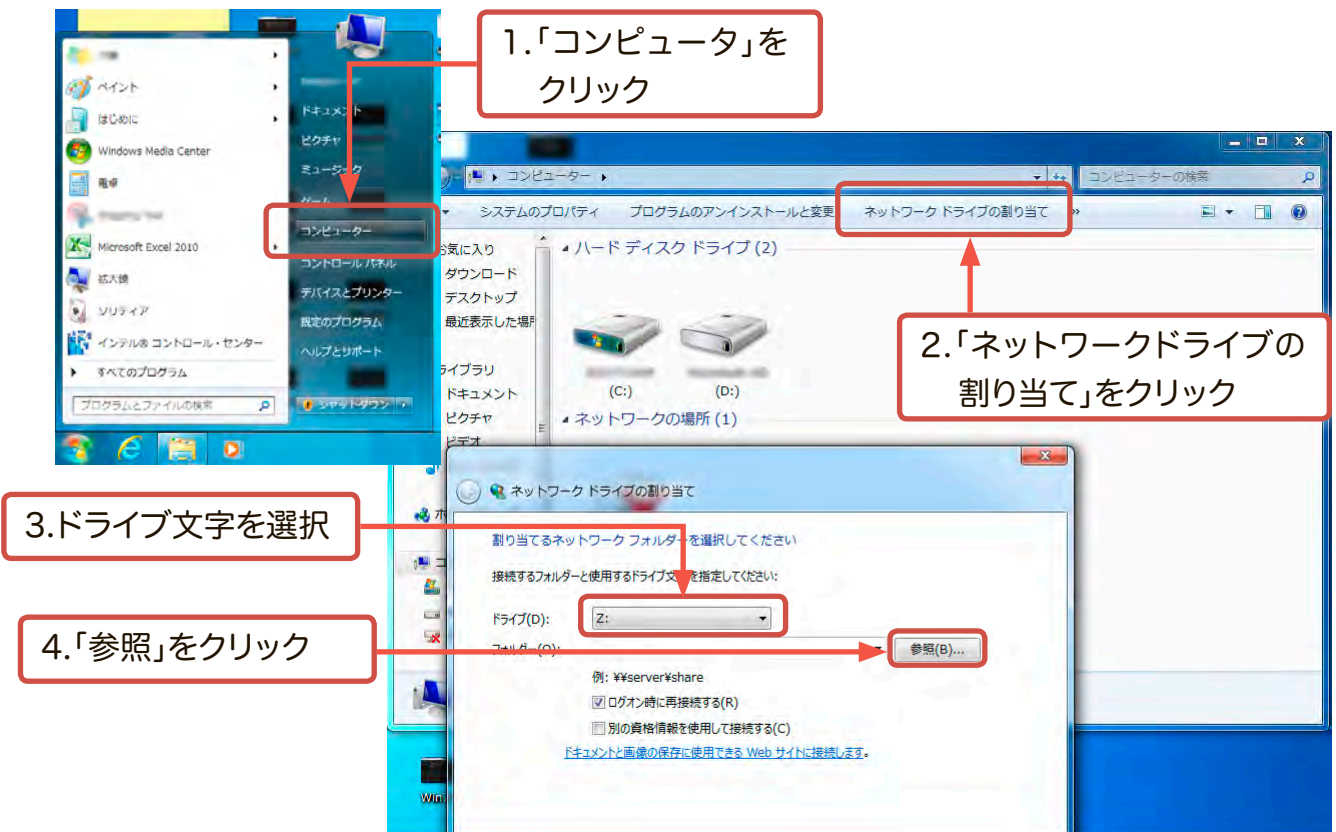 1.「コンピュータ」を
クリック
ペイント
はじめに
Windows Media Center
電卓
Microsoft Excel 2010
拡大鏡
ソリティア
インテル® コントロール・センター
すべてのプログラム
プログラムとファイルの検索
ドキュメント
ピクチャ
ミュージック
ゲーム
コンピューター
コントロール パネル
デバイスとプリンター
既定のプログラム
ヘルプとサポート
シャットダウン
コンピューター
コンピューターの検索
システムのプロパティ プログラムのアンインストールと変更 ネットワーク ドライブの割り当て »
お気に入り
ダウンロード
デスクトップ
最近表示した場所
ライブラリ
ドキュメント
ピクチャ
ビデオ
ハード ディスク ドライブ (2)
(C:) (D:)
ネットワークの場所 (1)
2.「ネットワークドライブの
割り当て」をクリック
3.ドライブ文字を選択
4.「参照」をクリック
ネットワーク ドライブの割り当て
割り当てるネットワーク フォルダーを選択してください
接続するフォルダーと使用するドライブ文字を指定してください:
ドライブ(D): Z:
フォルダー(O): 参照(B)...
例: ¥¥server¥share
ログオン時に再接続する(R)
別の資格情報を使用して接続する(C)
ドキュメントと画像の保存に使用できる Web サイトに接続します。